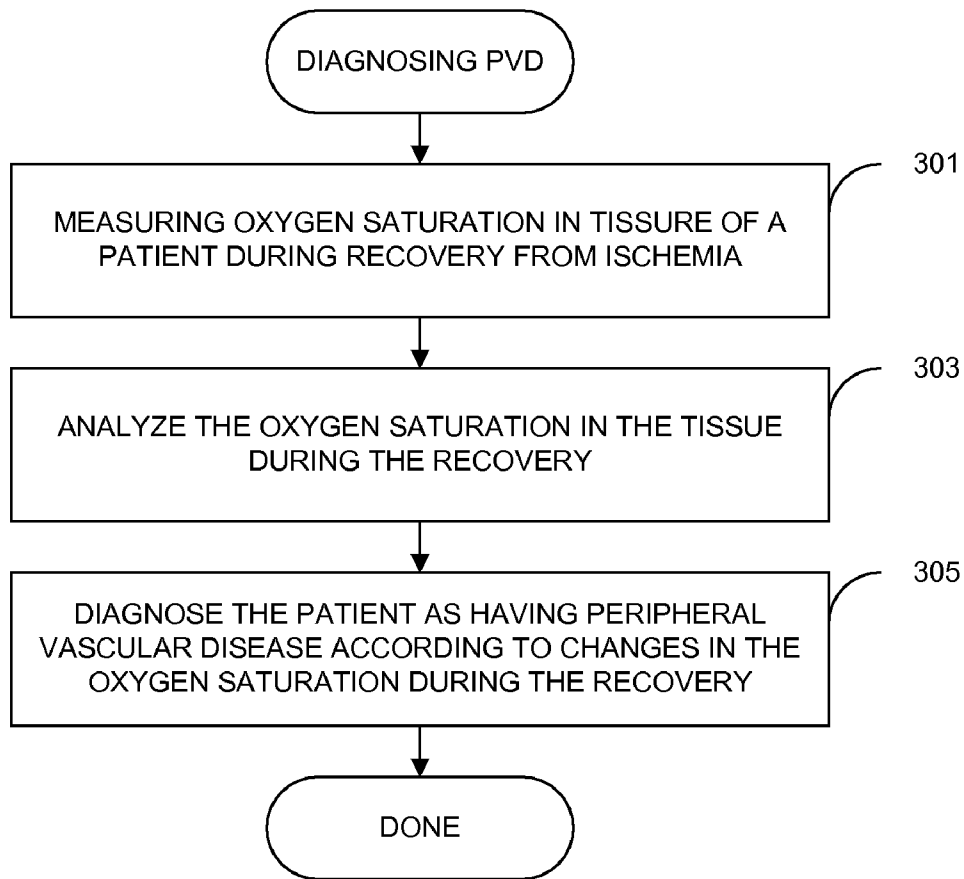 DIAGNOSING PVD
301
MEASURING OXYGEN SATURATION IN TISSURE OF A
PATIENT DURING RECOVERY FROM ISCHEMIA
303
ANALYZE THE OXYGEN SATURATION IN THE TISSUE
DURING THE RECOVERY
305
DIAGNOSE THE PATIENT AS HAVING PERIPHERAL
VASCULAR DISEASE ACCORDING TO CHANGES IN THE
OXYGEN SATURATION DURING THE RECOVERY
DONE